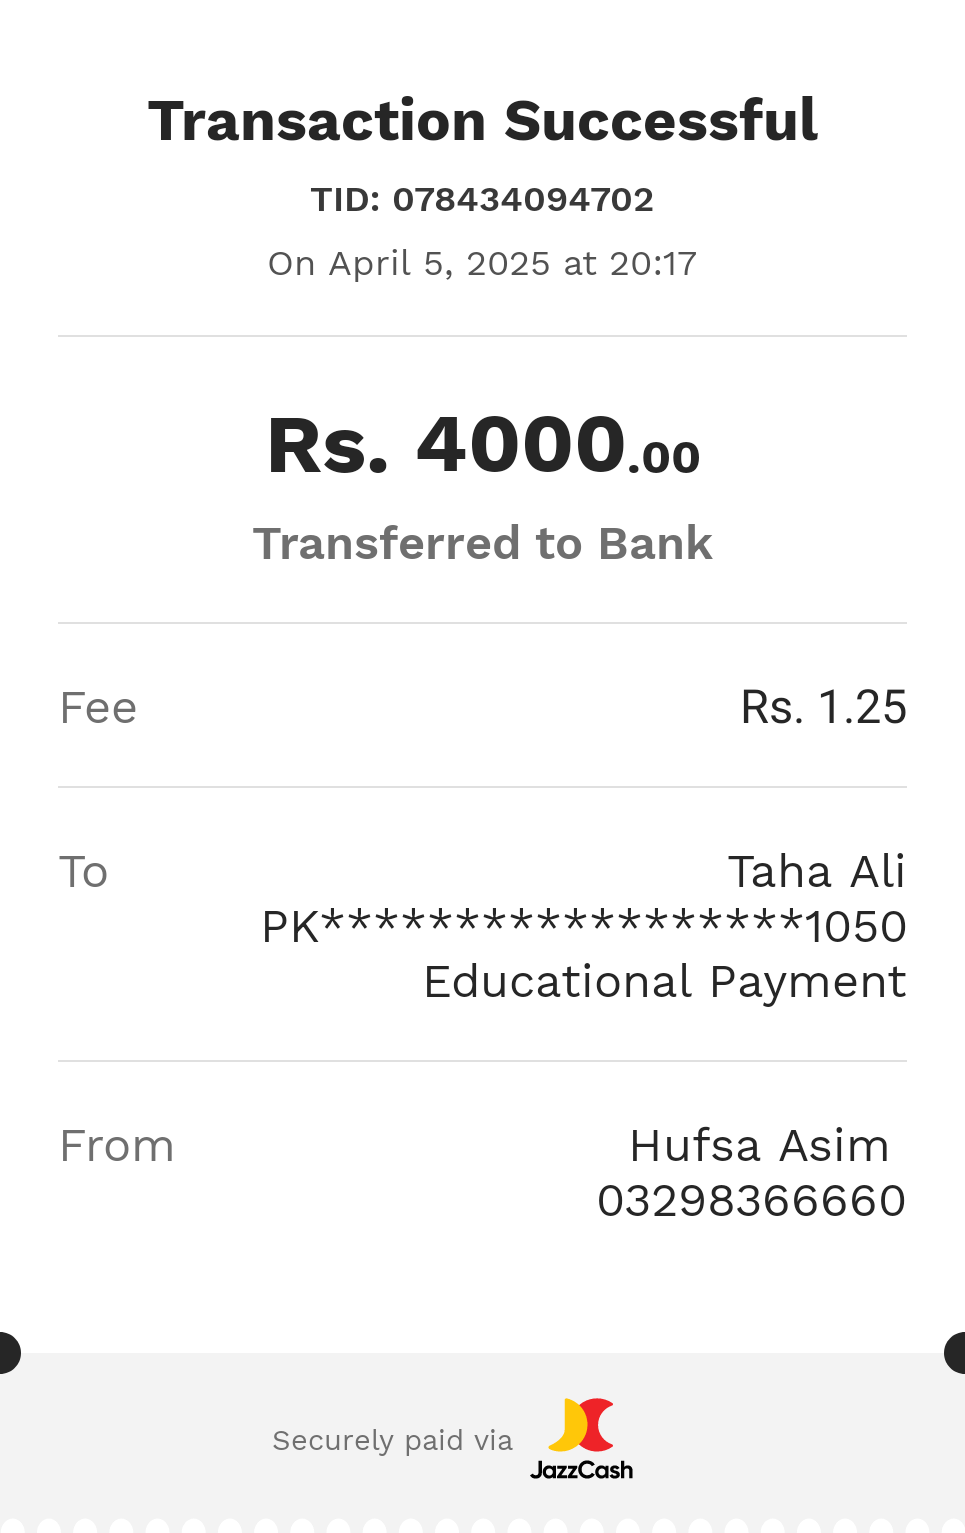 Transaction Successful
TID: 078434094702
On April 5, 2025 at 20:17
Rs. 4000.00
Transferred to Bank
Fee Rs. 1.25
To Taha Ali
PK******************1050
Educational Payment
From Hufsa Asim
03298366660
Securely paid via JazzCash